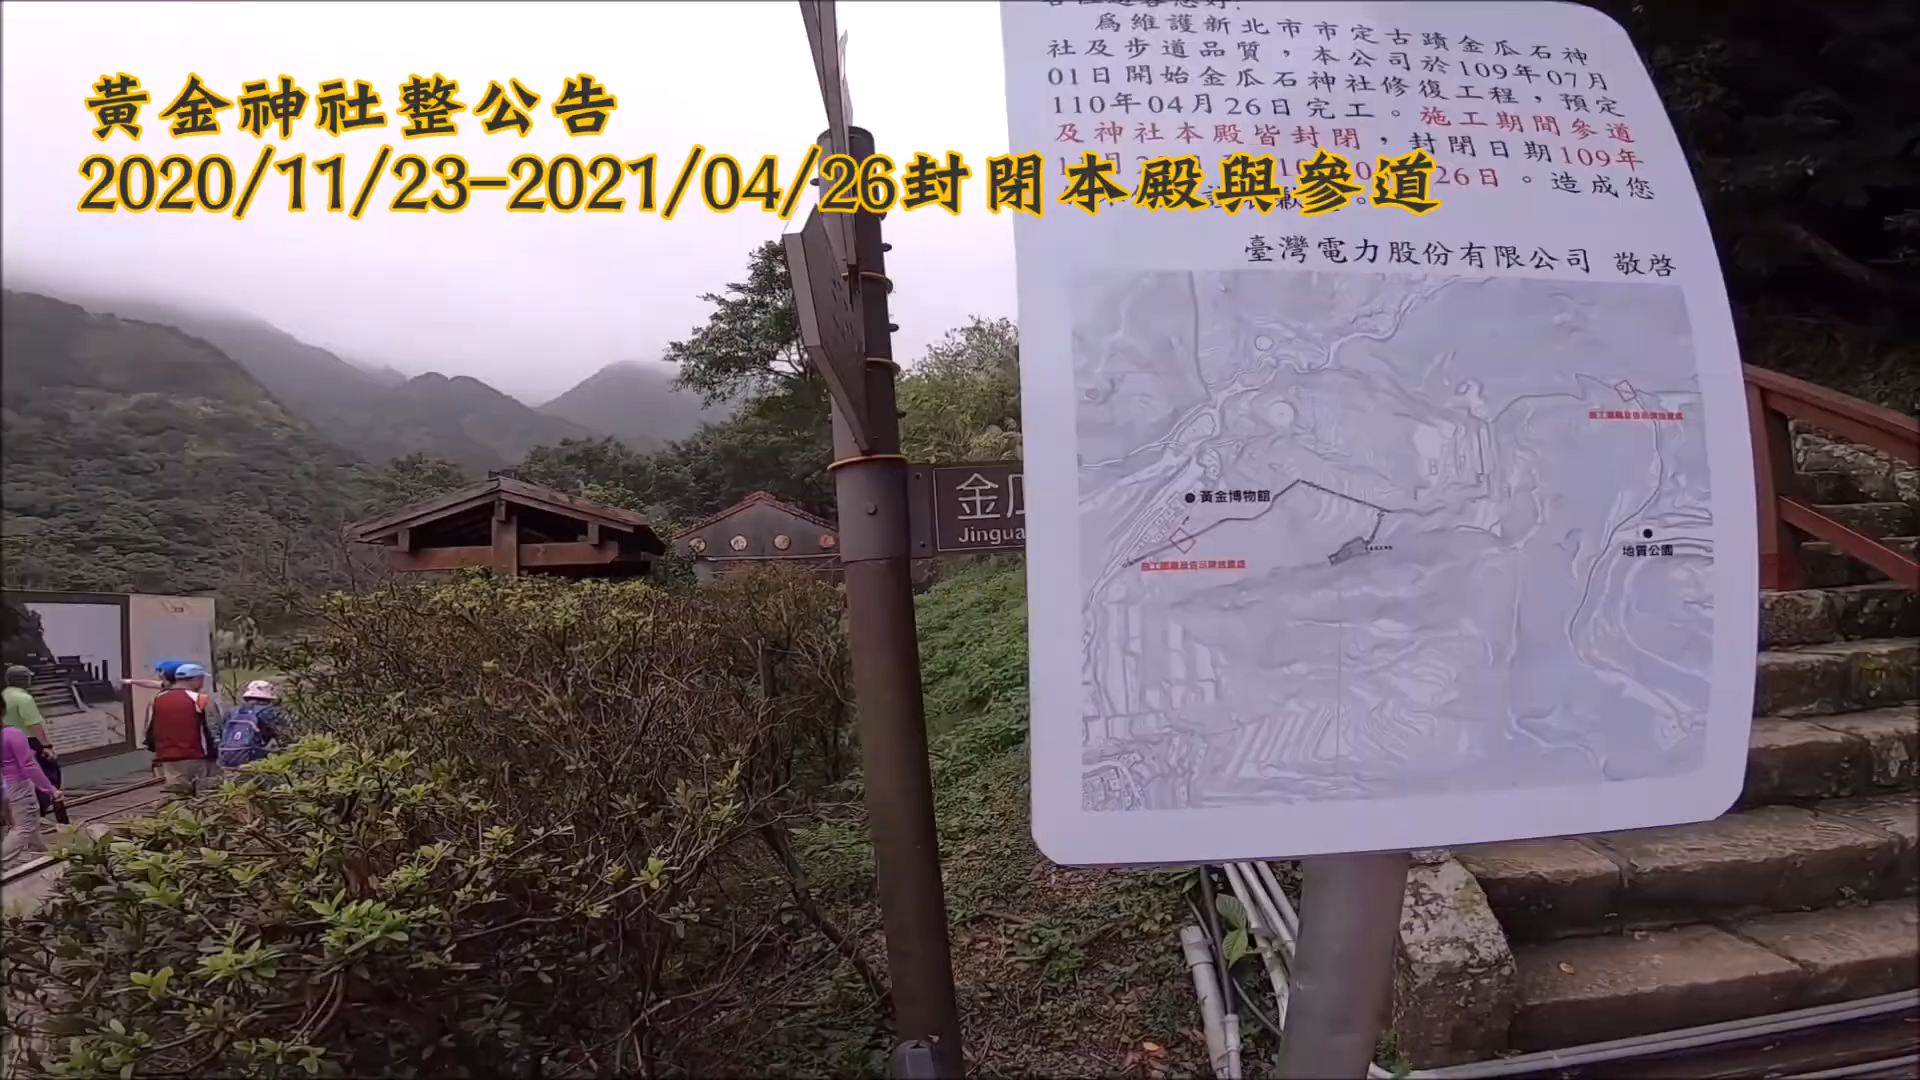 黃金神社整公告
2020/11/23-2021/04/26封閉本殿與參道
為維護新北市市定古蹟金瓜石神
社及步道品質，本公司於109年07月
01日開始金瓜石神社修復工程，預定
110年04月26日完工。施工期間參道
及神社本殿皆封閉，封閉日期109年
26日。造成您
臺灣電力股份有限公司 敬啓
金
Jingua
黃金博物館
地質公園